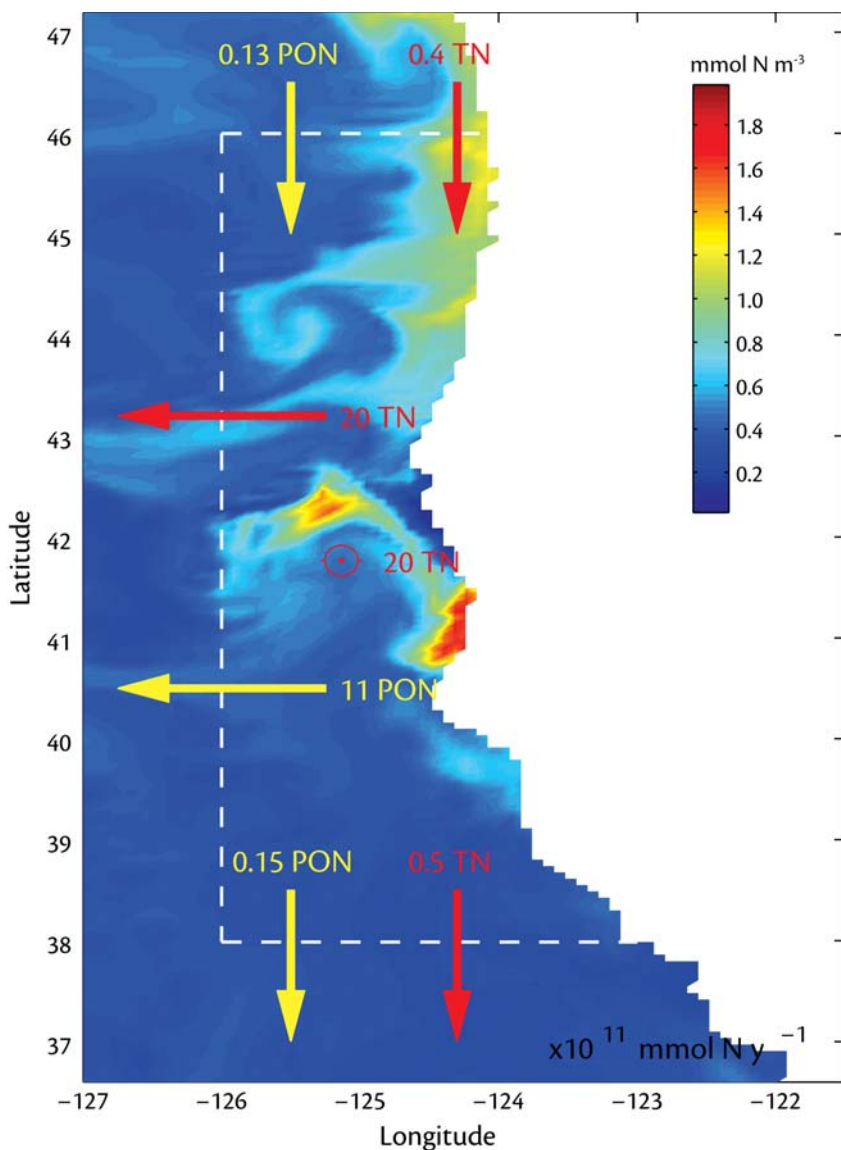 47
0.13 PON
0.4 TN
mmol N m-3
46
1.8
1.6
45
1.4
1.2
44
1.0
0.8
20 TN
0.6
43
0.4
0.2
42
20 TN
Latitude
41
11 PON
40
39
0.15 PON
0.5 TN
38
37
x10 11 mmol N y-1
−127
−126
−125
−124
−123
−122
Longitude